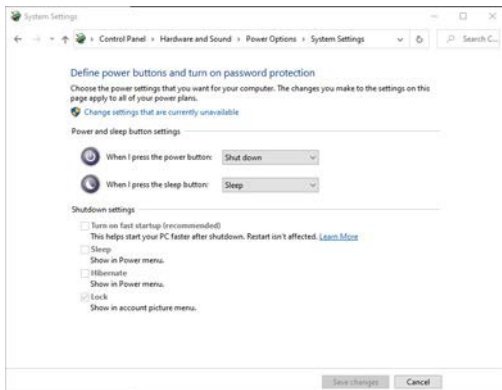 System Settings
Control Panel > Hardware and Sound > Power Options > System Settings
Search C...
Define power buttons and turn on password protection
Choose the power settings that you want for your computer. The changes you make to the settings on this
page apply to all of your power plans.
Change settings that are currently unavailable
Power and sleep button settings
When I press the power button: Shut down
When I press the sleep button: Sleep
Shutdown settings
Turn on fast startup (recommended)
This helps start your PC faster after shutdown. Restart isn't affected. Learn More
Sleep
Show in Power menu.
Hibernate
Show in Power menu.
Lock
Show in account picture menu.
Save changes Cancel